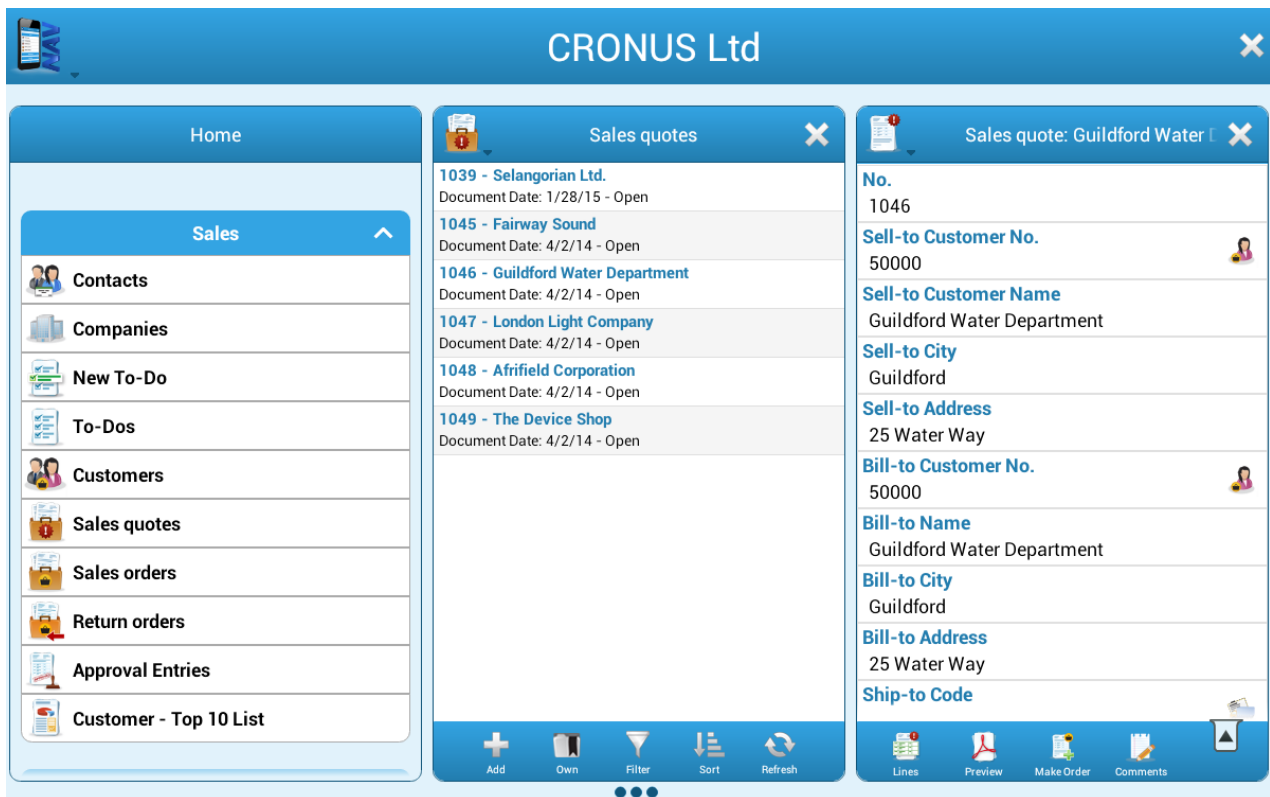 NAV
CRONUS Ltd
Home
Sales
Contacts
Companies
New To-Do
To-Dos
Customers
Sales quotes
Sales orders
Return orders
Approval Entries
Customer - Top 10 List
Sales quotes
1039 - Selangorian Ltd.
Document Date: 1/28/15 - Open
1045 - Fairway Sound
Document Date: 4/2/14 - Open
1046 - Guildford Water Department
Document Date: 4/2/14 - Open
1047 - London Light Company
Document Date: 4/2/14 - Open
1048 - Afrifield Corporation
Document Date: 4/2/14 - Open
1049 - The Device Shop
Document Date: 4/2/14 - Open
Add Own Filter Sort Refresh
Sales quote: Guildford Water D
No.
1046
Sell-to Customer No.
50000
Sell-to Customer Name
Guildford Water Department
Sell-to City
Guildford
Sell-to Address
25 Water Way
Bill-to Customer No.
50000
Bill-to Name
Guildford Water Department
Bill-to City
Guildford
Bill-to Address
25 Water Way
Ship-to Code
Lines Preview Make Order Comments